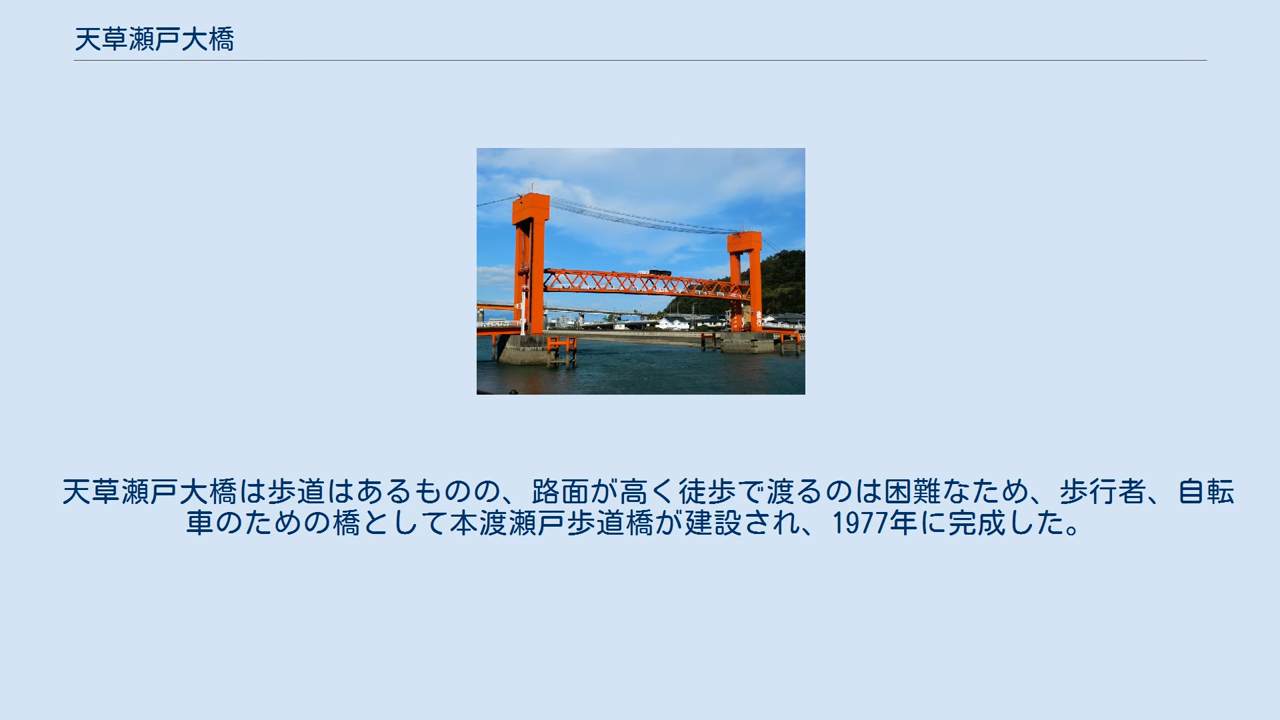 天草瀬戸大橋
天草瀬戸大橋は歩道はあるものの、路面が高く徒歩で渡るのは困難なため、歩行者、自転
車のための橋として本渡瀬戸歩道橋が建設され、1977年に完成した。